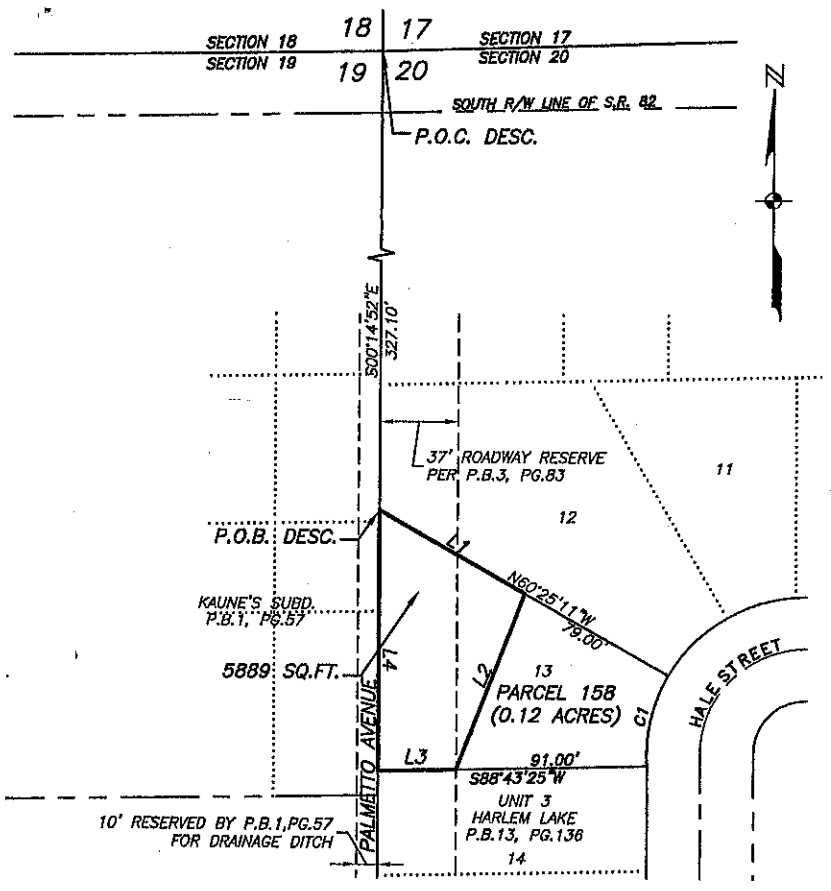 18 17
SECTION 18
SECTION 17
SECTION 19
SECTION 20
19 20
SOUTH R/W LINE OF S.R. 82
P.O.C. DESC.
N
S00°14'52"E
327.10'
37' ROADWAY RESERVE
PER P.B.3, PG.83
11
12
P.O.B. DESC.
L1
N60°25'11"W
79.00'
KAUNE'S SUBD.
P.B.1, PG.57
L4
5889 SQ.FT.
L2
13
PARCEL 158
(0.12 ACRES)
C1
HALE STREET
PALMETTO AVENUE
L3
91.00'
S88°43'25"W
UNIT 3
HARLEM LAKE
P.B.13, PG.136
14
10' RESERVED BY P.B.1,PG.57
FOR DRAINAGE DITCH